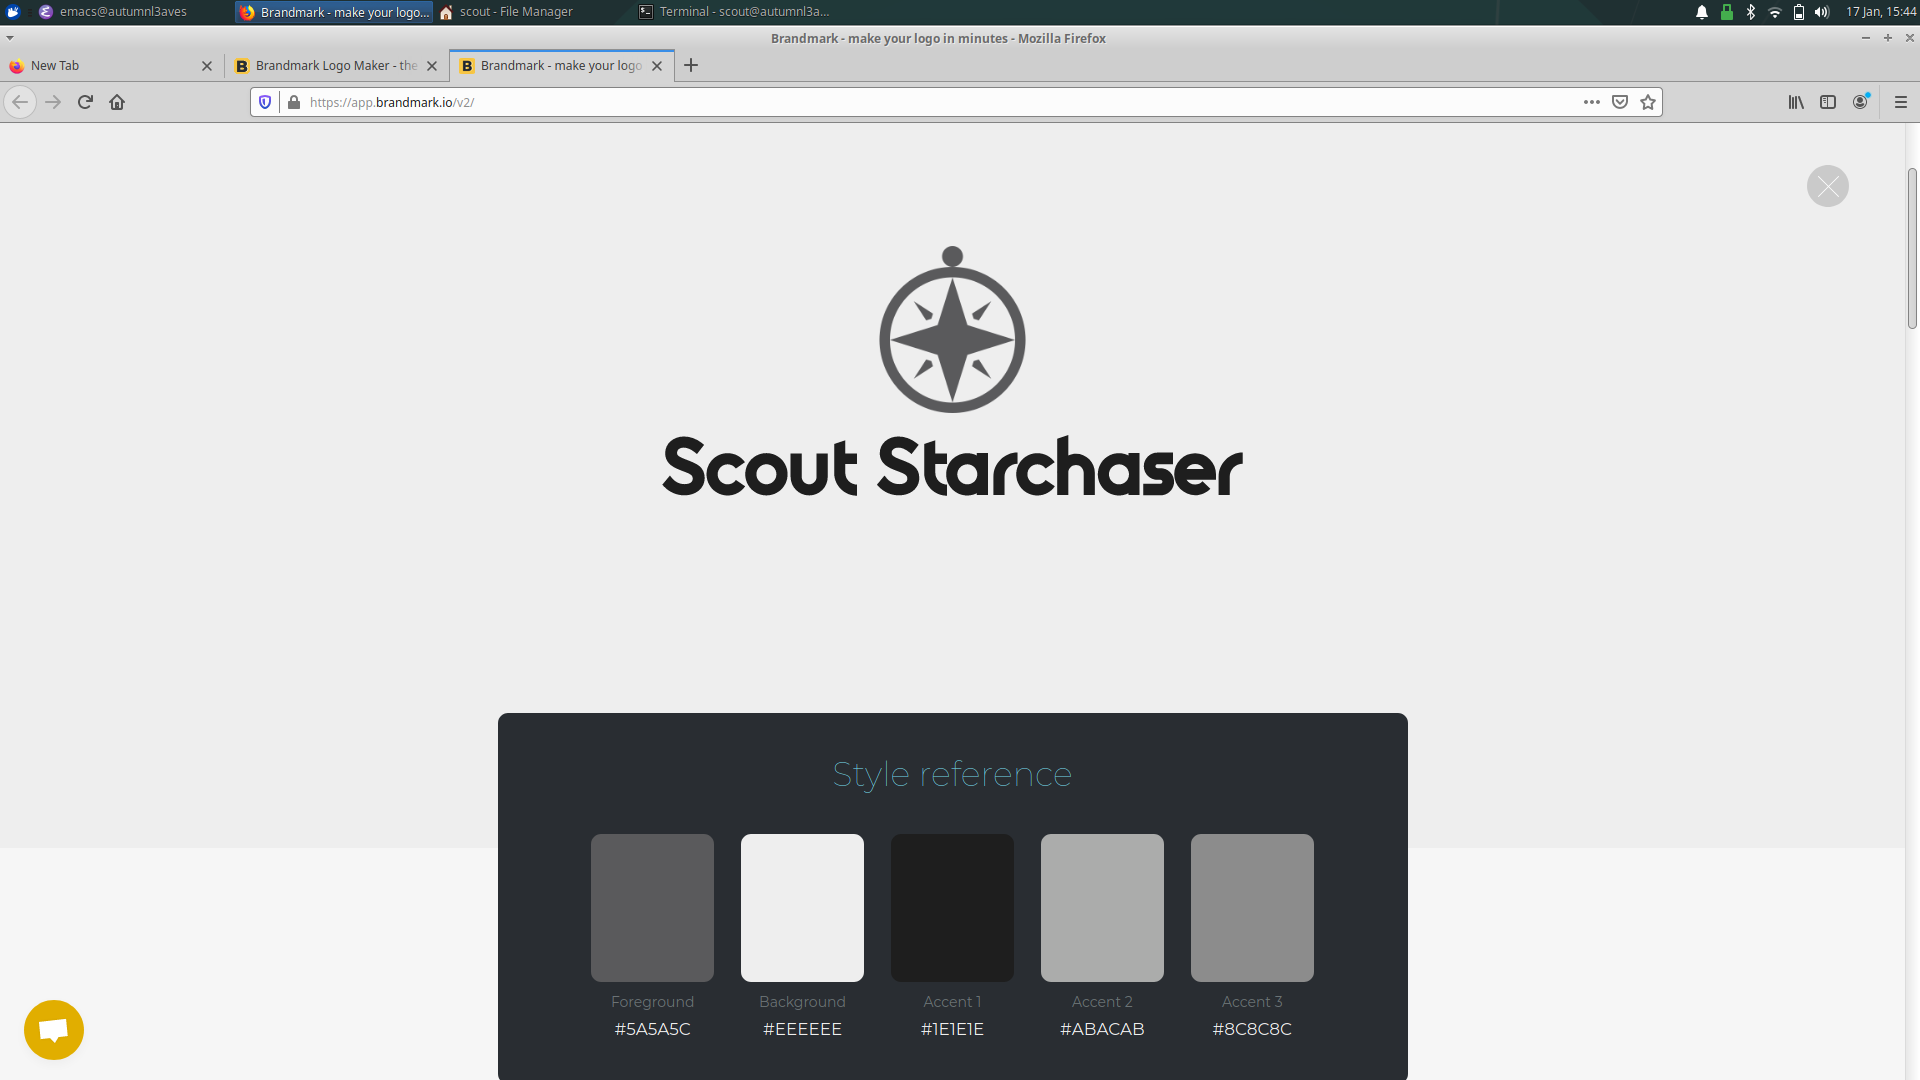 emacs@autumnl3aves
Brandmark - make your logo...
scout - File Manager
Terminal - scout@autumnl3a...
17 Jan, 15:44
Brandmark - make your logo in minutes - Mozilla Firefox
New Tab
Brandmark Logo Maker - the
Brandmark - make your logo
https://app.brandmark.io/v2/
Scout Starchaser
Style reference
Foreground
Background
Accent 1
Accent 2
Accent 3
#5A5A5C
#EEEEEE
#1E1E1E
#ABACAB
#8C8C8C